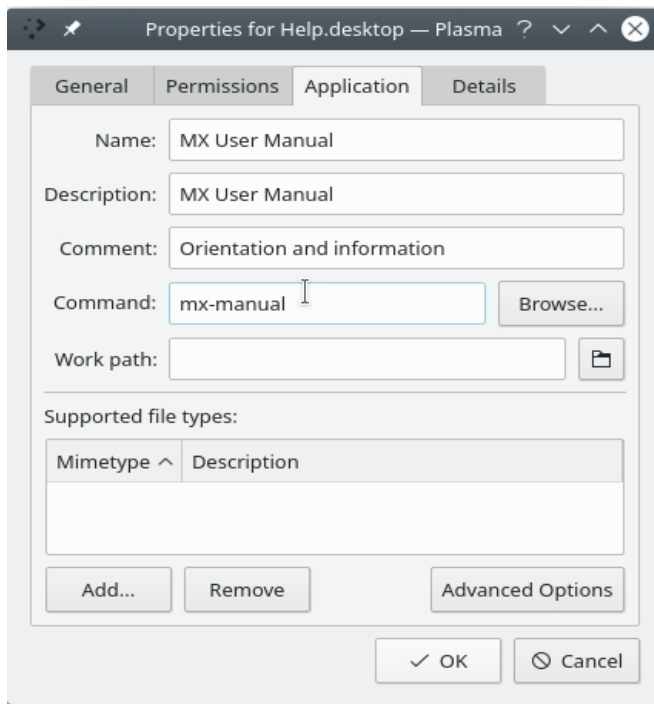 Properties for Help.desktop — Plasma ?
General Permissions Application Details
Name: MX User Manual
Description: MX User Manual
Comment: Orientation and information
Command: mx-manual Browse...
Work path:
Supported file types:
Mimetype Description
Add... Remove Advanced Options
OK Cancel